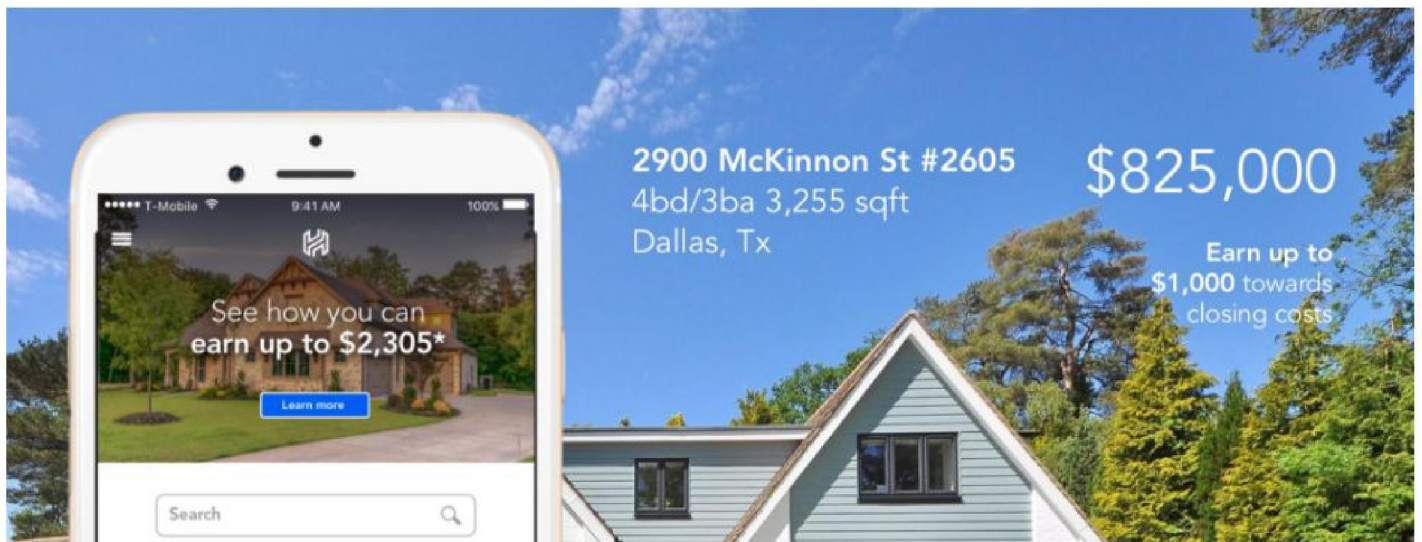 T-Mobile 9:41 AM 100%
See how you can
earn up to $2,305*
Learn more
Search
2900 McKinnon St #2605
4bd/3ba 3,255 sqft
Dallas, Tx
$825,000
Earn up to
$1,000 towards
closing costs